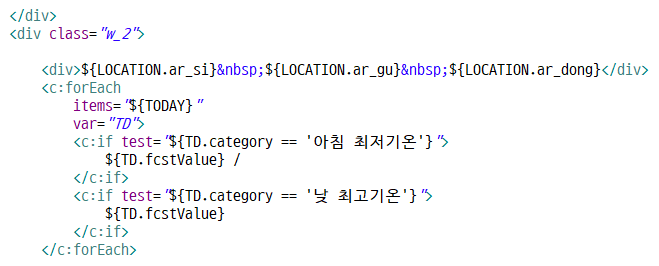 </div>
<div class="w_2">
<div>${LOCATION.ar_si}&nbsp;${LOCATION.ar_gu}&nbsp;${LOCATION.ar_dong}</div>
<c:forEach
items="${TODAY}"
var="TD">
<c:if test="${TD.category == '아침 최저기온'}">
${TD.fcstValue} /
</c:if>
<c:if test="${TD.category == '낮 최고기온'}">
${TD.fcstValue}
</c:if>
</c:forEach>